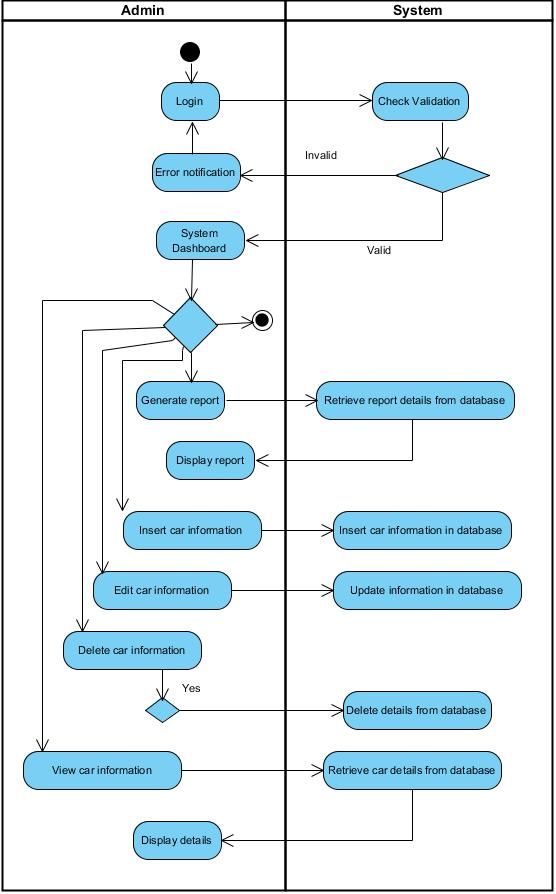 Admin
System
Login
Check Validation
Invalid
Error notification
System
Dashboard
Valid
Generate report
Retrieve report details from database
Display report
Insert car information
Insert car information in database
Edit car information
Update information in database
Delete car information
Yes
Delete details from database
View car information
Retrieve car details from database
Display details